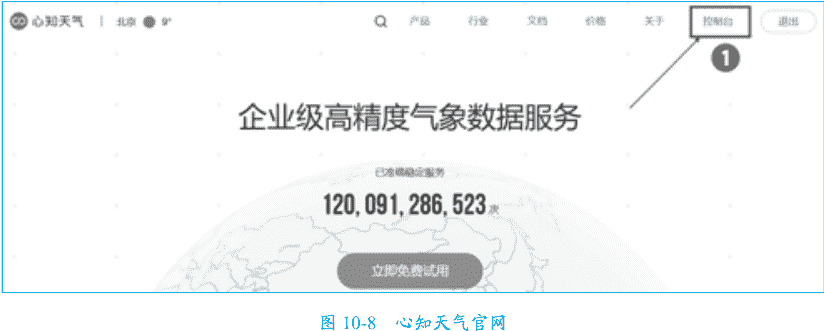 心知天气 | 北京 9° 产品 行业 文档 价格 关于 控制台 退出
1
企业级高精度气象数据服务
已准确稳定服务
120,091,286,523 次
立即免费试用
图 10-8 心知天气官网